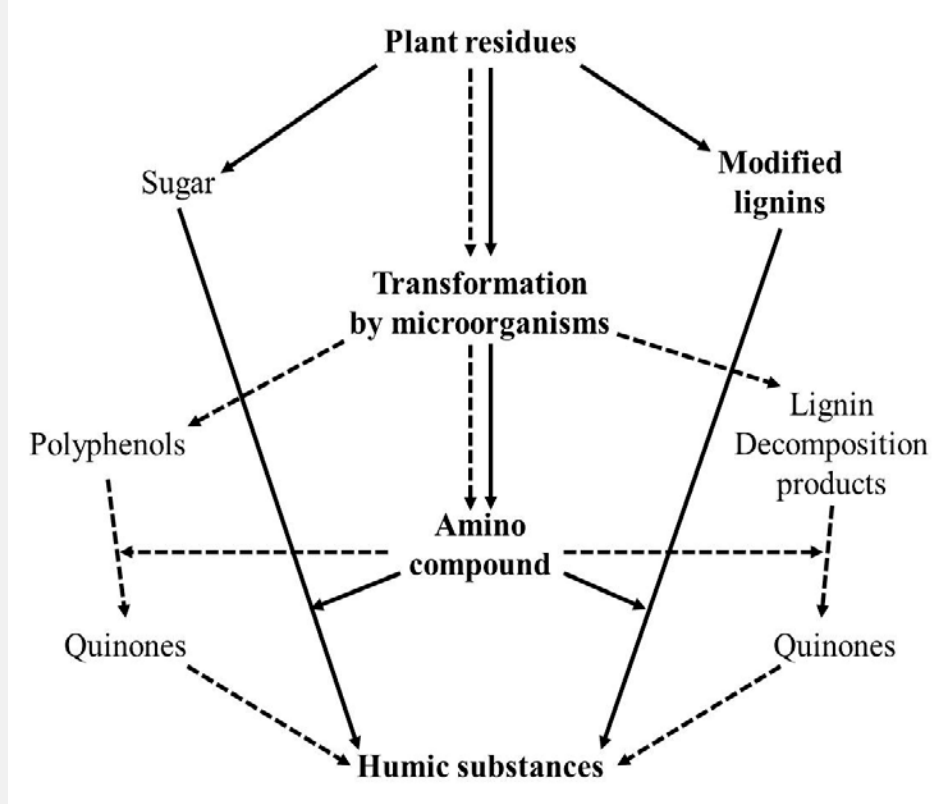 Plant residues
Sugar
Modified
lignins
Transformation
by microorganisms
Polyphenols
Lignin
Decomposition
products
Amino
compound
Quinones
Quinones
Humic substances